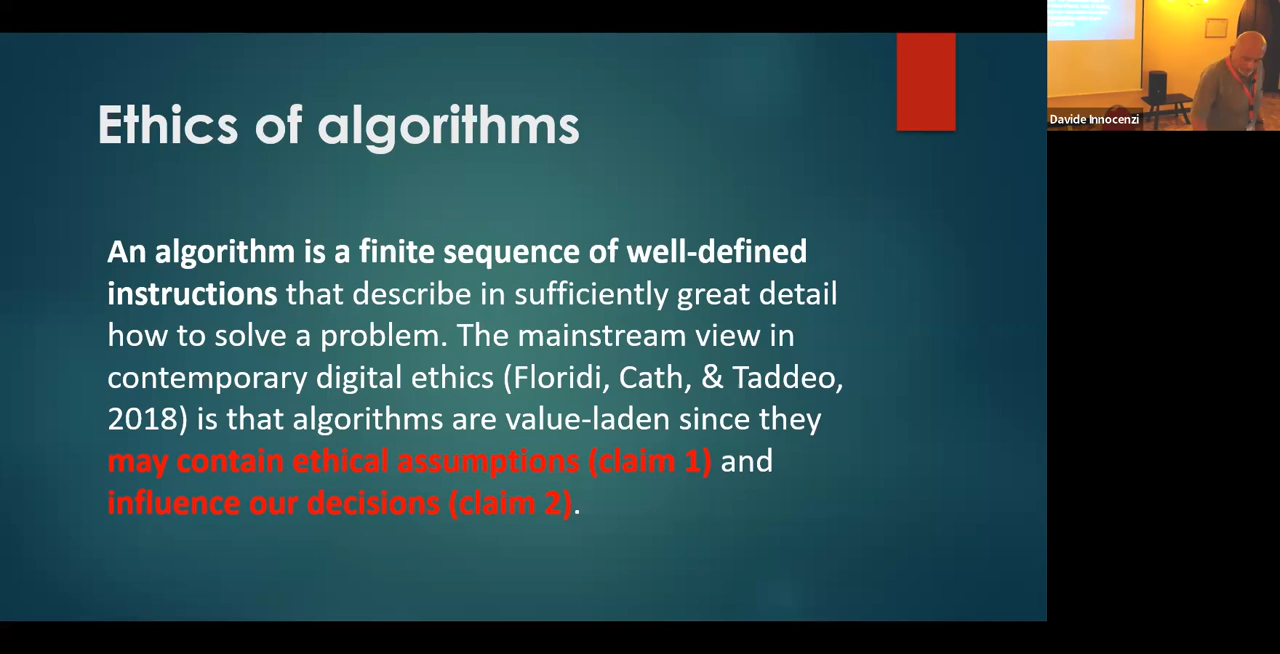 Ethics of algorithms
An algorithm is a finite sequence of well-defined
instructions that describe in sufficiently great detail
how to solve a problem. The mainstream view in
contemporary digital ethics (Floridi, Cath, & Taddeo,
2018) is that algorithms are value-laden since they
may contain ethical assumptions (claim 1) and
influence our decisions (claim 2).
Davide Innocenzi